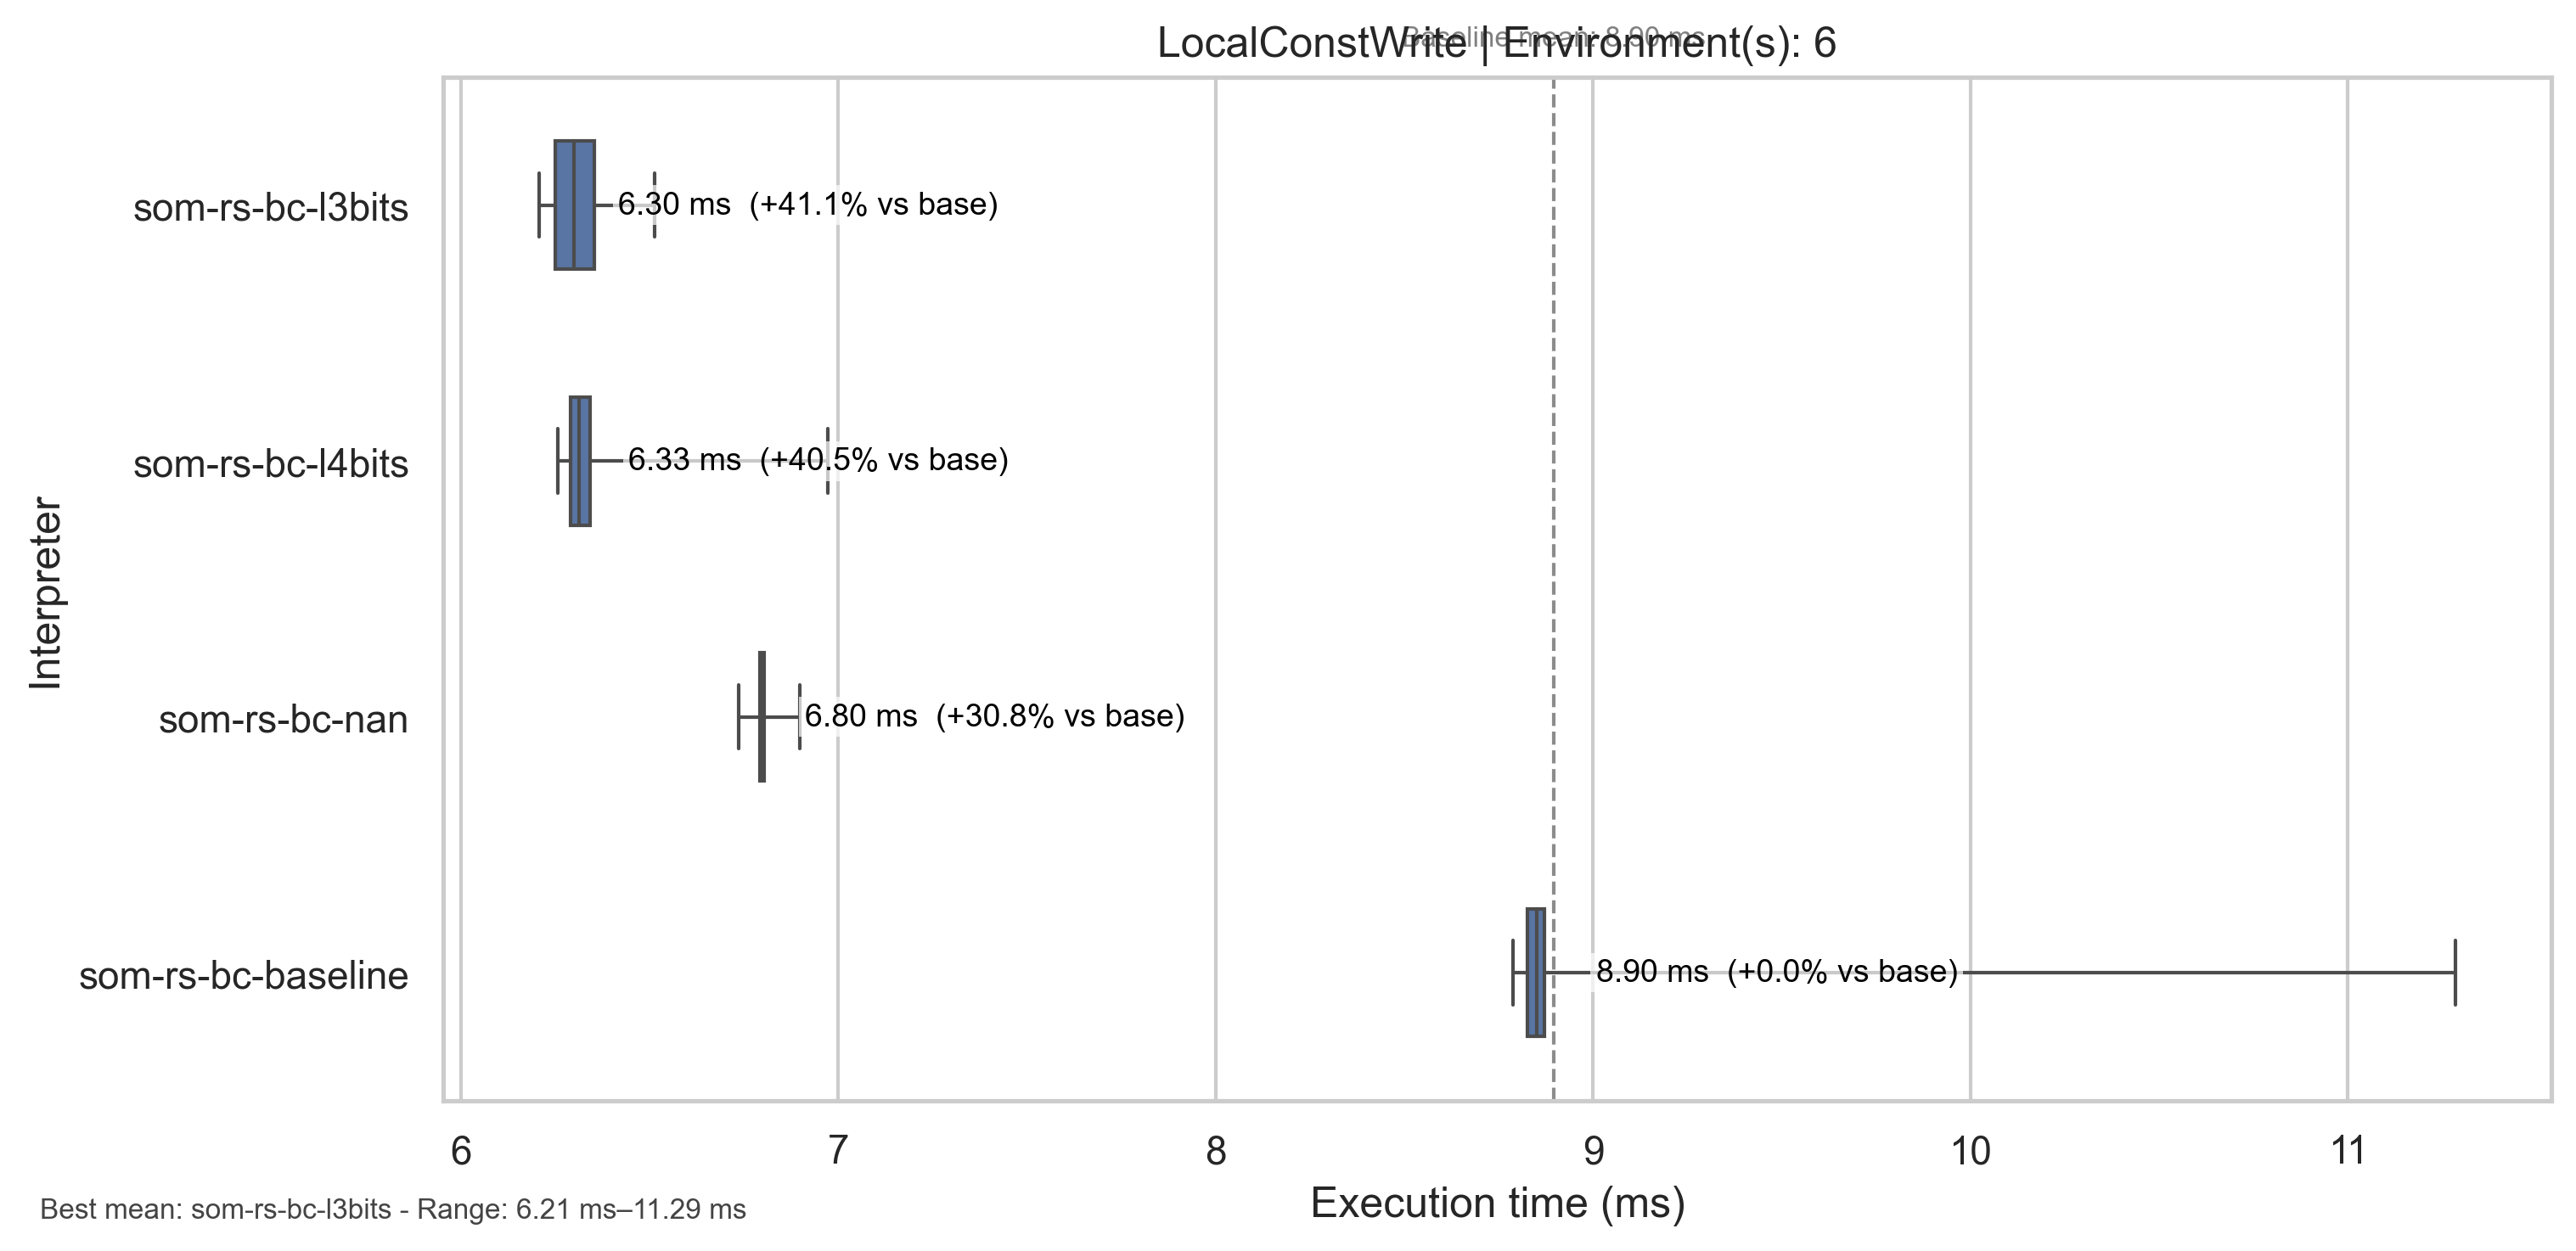 Baseline mean: 8.90 ms
LocalConstWrite | Environment(s): 6
Interpreter
som-rs-bc-l3bits
6.30 ms (+41.1% vs base)
som-rs-bc-l4bits
6.33 ms (+40.5% vs base)
som-rs-bc-nan
6.80 ms (+30.8% vs base)
som-rs-bc-baseline
8.90 ms (+0.0% vs base)
6 7 8 9 10 11
Execution time (ms)
Best mean: som-rs-bc-l3bits - Range: 6.21 ms–11.29 ms